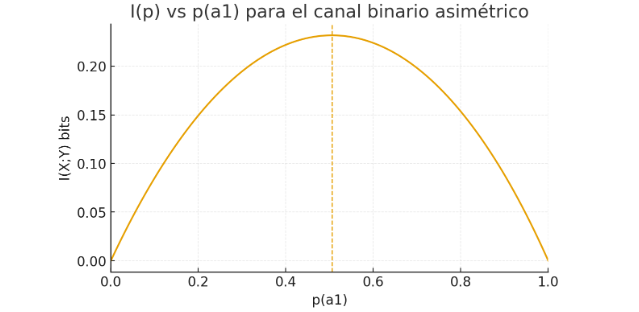 I(p) vs p(a1) para el canal binario asimétrico
I(X;Y) bits
0.20
0.15
0.10
0.05
0.00
0.0 0.2 0.4 0.6 0.8 1.0
p(a1)